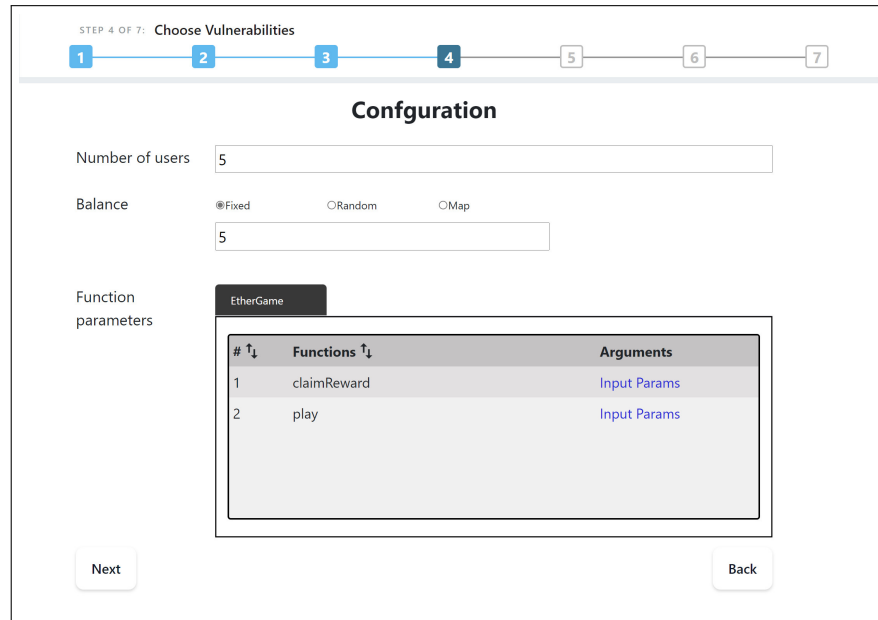 STEP 4 OF 7: Choose Vulnerabilities
1 2 3 4 5 6 7
Confguration
Number of users 5
Balance Fixed Random Map
5
Function parameters EtherGame
# Functions Arguments
1 claimReward Input Params
2 play Input Params
Next Back